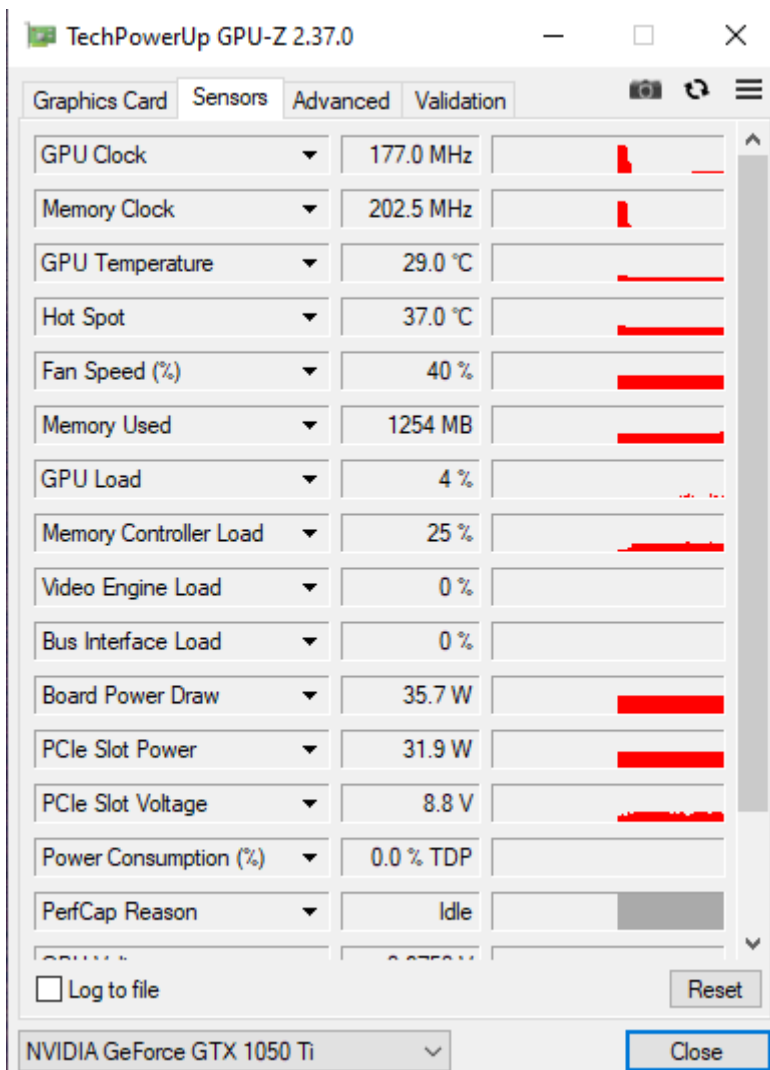 TechPowerUp GPU-Z 2.37.0
Graphics Card Sensors Advanced Validation
GPU Clock 177.0 MHz
Memory Clock 202.5 MHz
GPU Temperature 29.0 °C
Hot Spot 37.0 °C
Fan Speed (%) 40 %
Memory Used 1254 MB
GPU Load 4 %
Memory Controller Load 25 %
Video Engine Load 0 %
Bus Interface Load 0 %
Board Power Draw 35.7 W
PCIe Slot Power 31.9 W
PCIe Slot Voltage 8.8 V
Power Consumption (%) 0.0 % TDP
PerfCap Reason Idle
Log to file Reset
NVIDIA GeForce GTX 1050 Ti Close